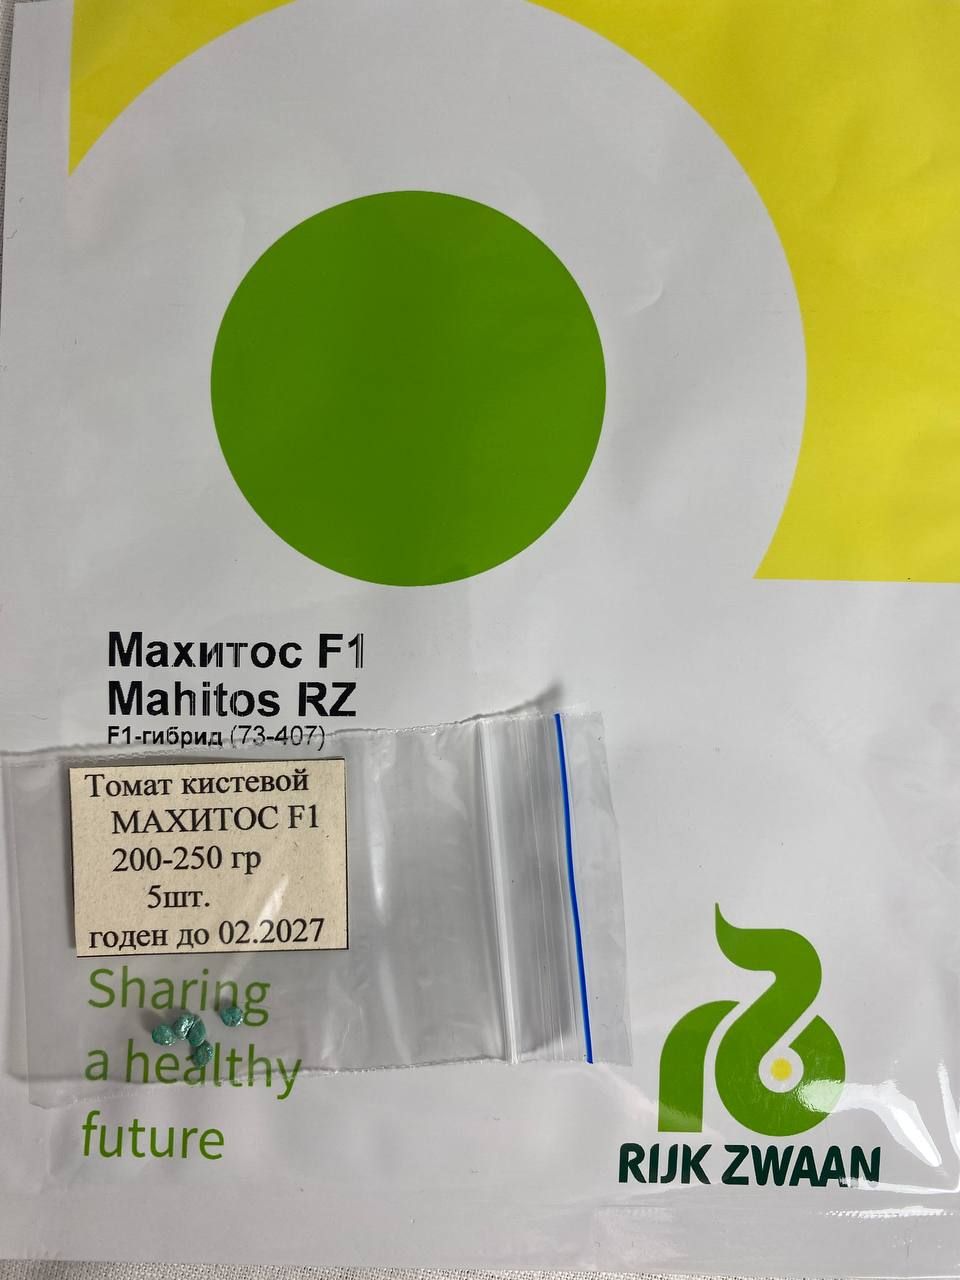 Махитос F1
Mahitos RZ
F1-гибрид (73-407)
Томат кистевой
МАХИТОС F1
200-250 гр
5шт.
годен до 02.2027
Sharing
a healthy
future
RIJK ZWAAN